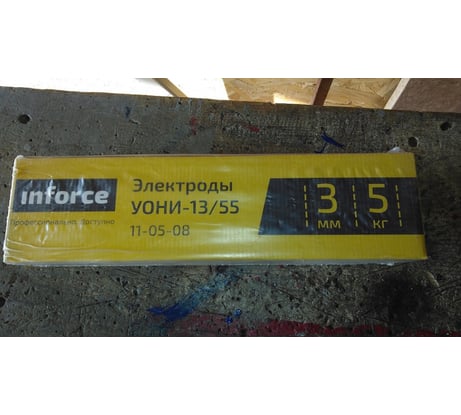 inforce
Профессионально. Доступно
Электроды
УОНИ-13/55
11-05-08
3
мм
5
кг